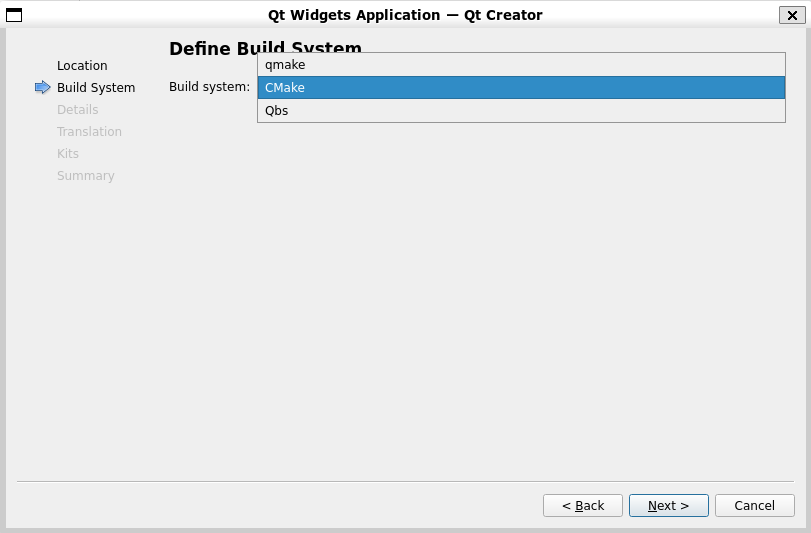 Qt Widgets Application — Qt Creator
Location
Build System
Details
Translation
Kits
Summary
Define Build System
Build system:
qmake
CMake
Qbs
< Back
Next >
Cancel